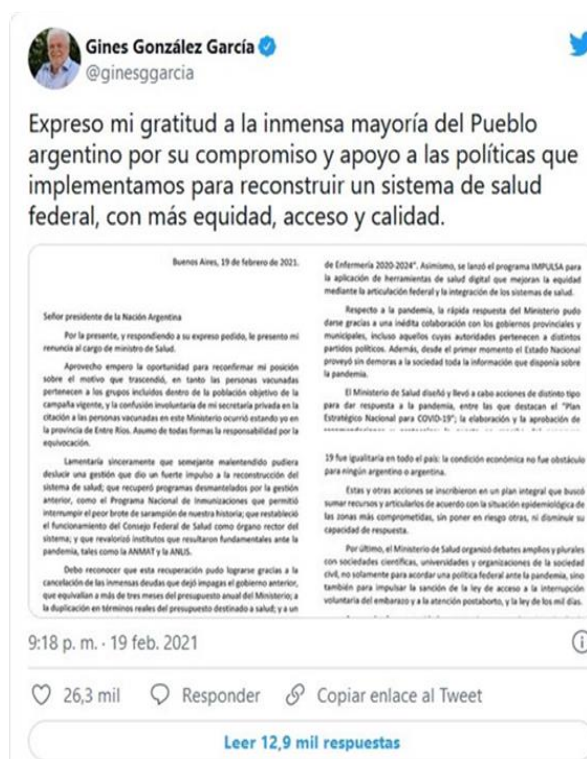 Gines González García
@ginesggarcia
Expreso mi gratitud a la inmensa mayoría del Pueblo
argentino por su compromiso y apoyo a las políticas que
implementamos para reconstruir un sistema de salud
federal, con más equidad, acceso y calidad.
Buenos Aires, 19 de febrero de 2021.
Señor presidente de la Nación Argentina
Por la presente, y respondiendo a su expreso pedido, le presento mi
renuncia al cargo de ministro de Salud.
Aprovecho empero la oportunidad para reconfirmar mi posición
sobre el motivo que trascendió, en tanto las personas vacunadas
pertenecen a los grupos incluidos dentro de la población objetivo de la
campaña vigente, y la confusión involuntaria de mi secretaría privada en la
citación a las personas vacunadas en este Ministerio ocurrió estando yo en
la provincia de Entre Ríos. Asumo de todas formas la responsabilidad por la
equivocación.
Lamentaría sinceramente que semejante malentendido pudiera
deslucir una gestión que dio un fuerte impulso a la reconstrucción del
sistema de salud; que recuperó programas desmantelados por la gestión
anterior, como el Programa Nacional de Inmunizaciones que permitió
interrumpir el peor brote de sarampión de nuestra historia; que restableció
el funcionamiento del Consejo Federal de Salud como órgano rector del
sistema; y que revalorizó institutos que resultaron fundamentales ante la
pandemia, tales como la ANMAT y la ANLIS.
Debo reconocer que esta recuperación pudo lograrse gracias a la
cancelación de las inmensas deudas que dejó impagas el gobierno anterior,
que equivalían a más de tres meses del presupuesto anual del Ministerio; a
la duplicación en términos reales del presupuesto destinado a salud; y a un
de Enfermería 2020-2024". Asimismo, se lanzó el programa IMPULSA para
la aplicación de herramientas de salud digital que mejoran la equidad
mediante la articulación federal y la integración de los sistemas de salud.
Respecto a la pandemia, la rápida respuesta del Ministerio pudo
darse gracias a una inédita colaboración con los gobiernos provinciales y
municipales, incluso aquellos cuyas autoridades pertenecen a distintos
partidos políticos. Además, desde el primer momento el Estado Nacional
proveyó sin demoras a la sociedad toda la información que disponía sobre
la pandemia.
El Ministerio de Salud diseñó y llevó a cabo acciones de distinto tipo
para dar respuesta a la pandemia, entre las que destacan el "Plan
Estratégico Nacional para COVID-19"; la elaboración y la aprobación de
19 fue igualitaria en todo el país: la condición económica no fue obstáculo
para ningún argentino o argentina.
Estas y otras acciones se inscribieron en un plan integral que buscó
sumar recursos y articularlos de acuerdo con la situación epidemiológica de
las zonas más comprometidas, sin poner en riesgo otras, ni disminuir su
capacidad de respuesta.
Por último, el Ministerio de Salud organizó debates amplios y plurales
con sociedades científicas, universidades y organizaciones de la sociedad
civil, no solamente para acordar una política federal ante la pandemia, sino
también para impulsar la sanción de la ley de acceso a la interrupción
voluntaria del embarazo y a la atención postaborto, y la ley de los mil días.
9:18 p. m. · 19 feb. 2021
26,3 mil Responder Copiar enlace al Tweet
Leer 12,9 mil respuestas